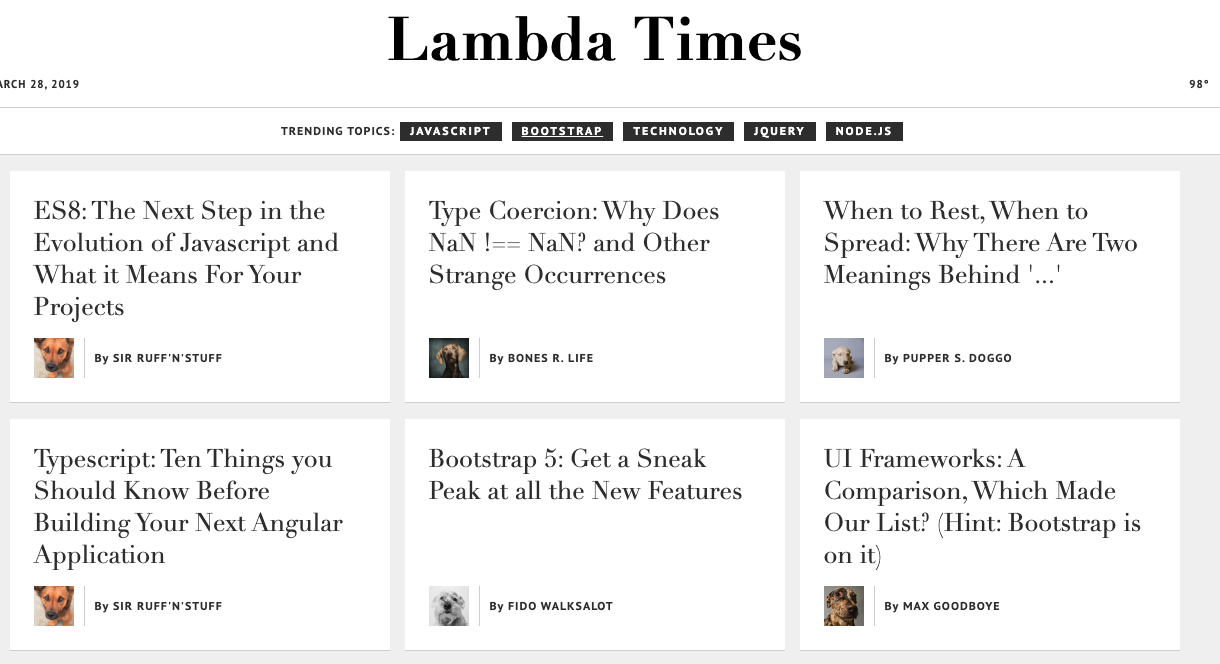 Lambda Times
ARCH 28, 2019
98°
TRENDING TOPICS: JAVASCRIPT BOOTSTRAP TECHNOLOGY JQUERY NODE.JS
ES8: The Next Step in the
Evolution of Javascript and
What it Means For Your
Projects
By SIR RUFF'N'STUFF
Type Coercion: Why Does
NaN !== NaN? and Other
Strange Occurrences
By BONES R. LIFE
When to Rest, When to
Spread: Why There Are Two
Meanings Behind '...'
By PUPPER S. DOGGO
Typescript: Ten Things you
Should Know Before
Building Your Next Angular
Application
By SIR RUFF'N'STUFF
Bootstrap 5: Get a Sneak
Peak at all the New Features
By FIDO WALKSALOT
UI Frameworks: A
Comparison, Which Made
Our List? (Hint: Bootstrap is
on it)
By MAX GOODBOYE